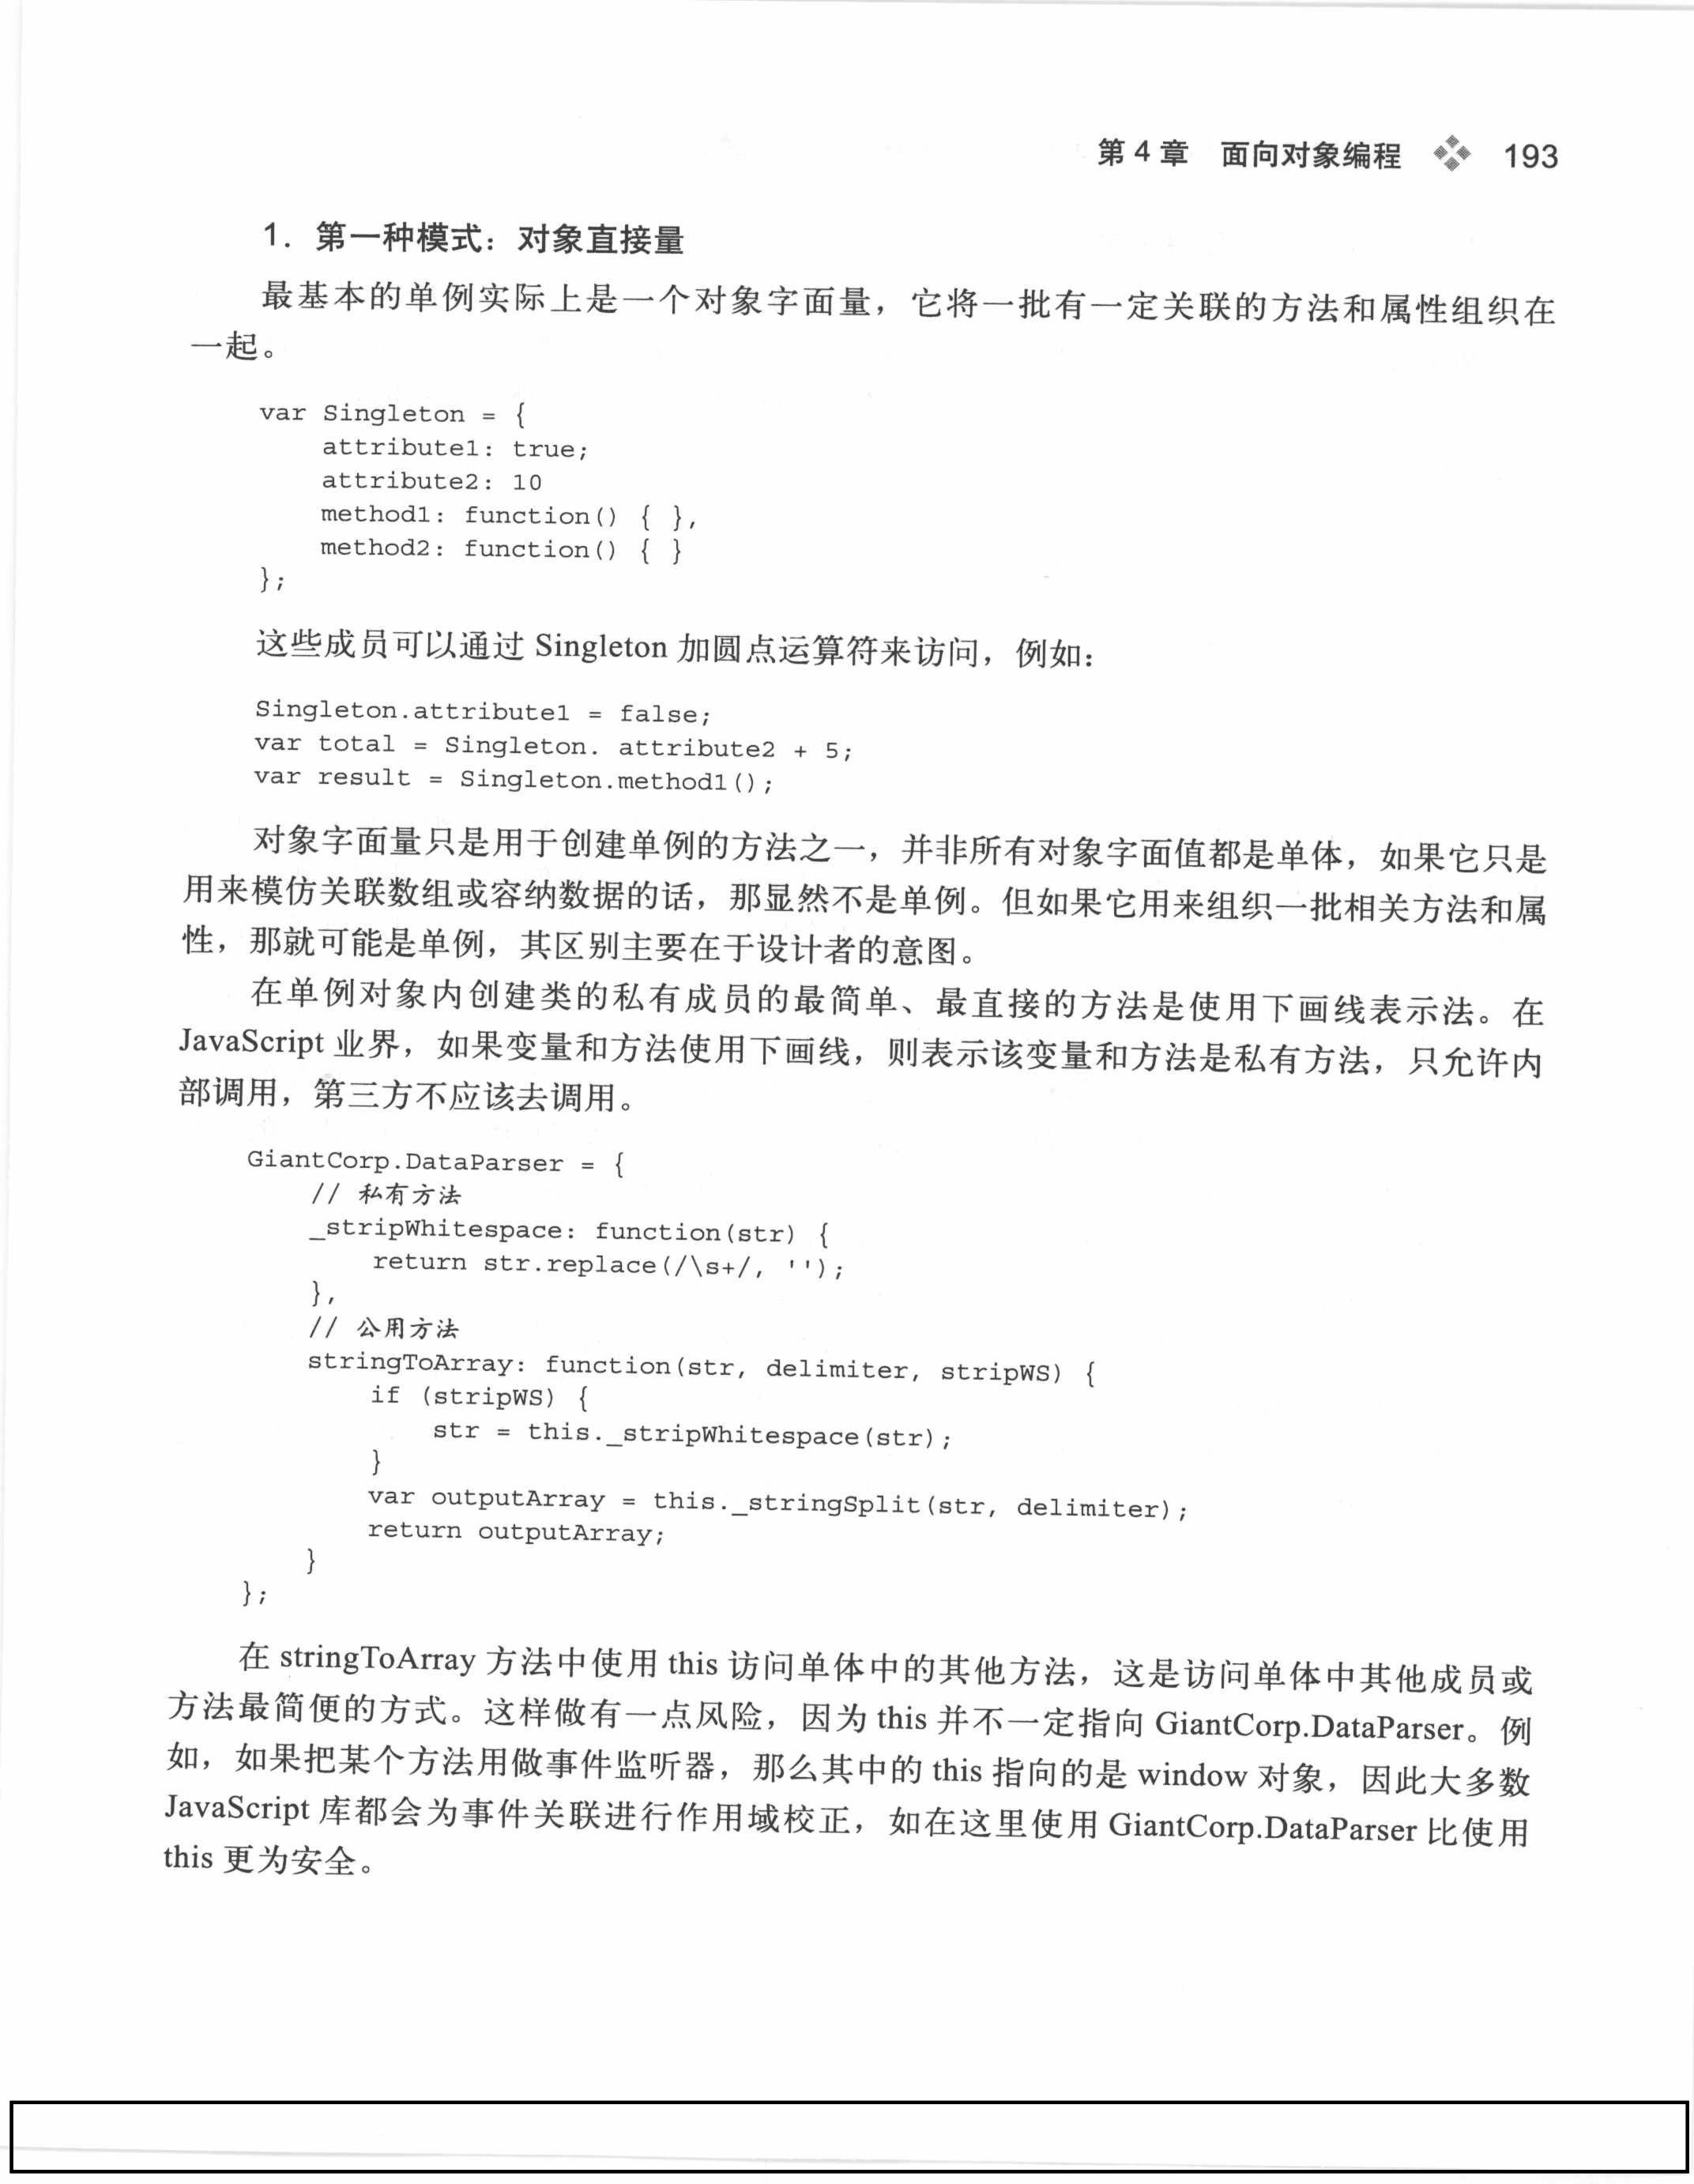 第 4 章 面向对象编程 193
1. 第一种模式：对象直接量
最基本的单例实际上是一个对象字面量，它将一批有一定关联的方法和属性组织在
一起。
var Singleton = {
    attribute1: true;
    attribute2: 10
    method1: function() { },
    method2: function() { }
};
这些成员可以通过 Singleton 加圆点运算符来访问，例如：
Singleton.attribute1 = false;
var total = Singleton. attribute2 + 5;
var result = Singleton.method1();
对象字面量只是用于创建单例的方法之一，并非所有对象字面值都是单体，如果它只是
用来模仿关联数组或容纳数据的话，那显然不是单例。但如果它用来组织一批相关方法和属
性，那就可能是单例，其区别主要在于设计者的意图。
在单例对象内创建类的私有成员的最简单、最直接的方法是使用下画线表示法。在
JavaScript 业界，如果变量和方法使用下画线，则表示该变量和方法是私有方法，只允许内
部调用，第三方不应该去调用。
GiantCorp.DataParser = {
    // 私有方法
    _stripWhitespace: function(str) {
        return str.replace(/\s+/, '');
    },
    // 公用方法
    stringToArray: function(str, delimiter, stripWS) {
        if (stripWS) {
            str = this._stripWhitespace(str);
        }
        var outputArray = this._stringSplit(str, delimiter);
        return outputArray;
    }
};
在 stringToArray 方法中使用 this 访问单体中的其他方法，这是访问单体中其他成员或
方法最简便的方式。这样做有一点风险，因为 this 并不一定指向 GiantCorp.DataParser。例
如，如果把某个方法用做事件监听器，那么其中的 this 指向的是 window 对象，因此大多数
JavaScript 库都会为事件关联进行作用域校正，如在这里使用 GiantCorp.DataParser 比使用
this 更为安全。